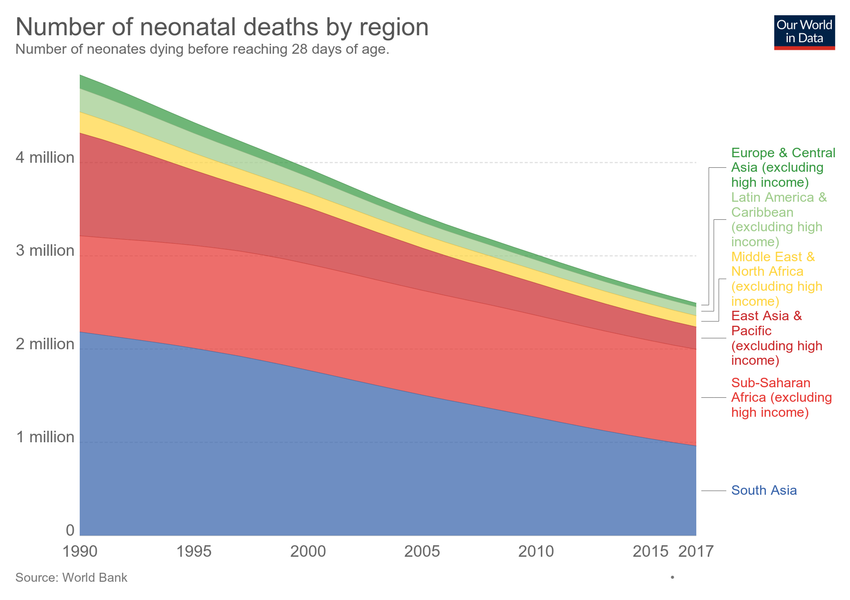 Number of neonatal deaths by region
Number of neonates dying before reaching 28 days of age.
Our World
in Data
4 million
3 million
2 million
1 million
0
1990
1995
2000
2005
2010
2015
2017
Europe & Central
Asia (excluding
high income)
Latin America &
Caribbean
(excluding high
income)
Middle East &
North Africa
(excluding high
income)
East Asia &
Pacific
(excluding high
income)
Sub-Saharan
Africa (excluding
high income)
South Asia
Source: World Bank